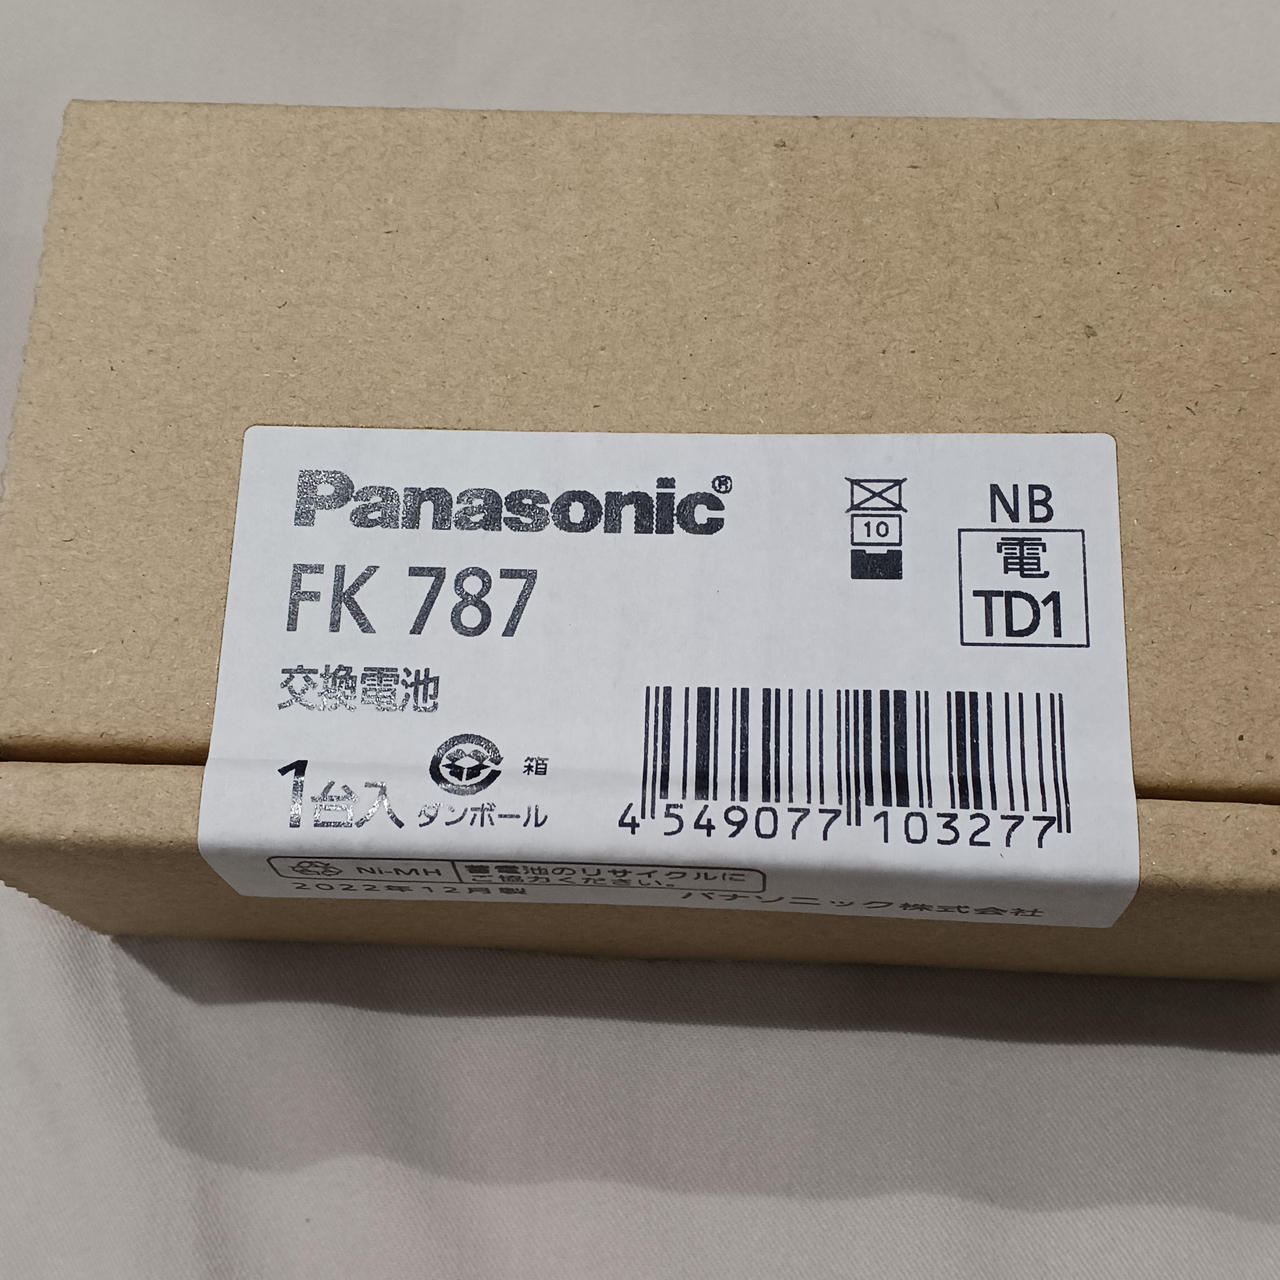 Panasonic®
FK 787
交換電池
1台入
箱
ダンボール
10
NB
電
TD1
4 549077 103277
Ni-MH
蓄電池のリサイクルに
ご協力ください。
2022年12月製
パナソニック株式会社